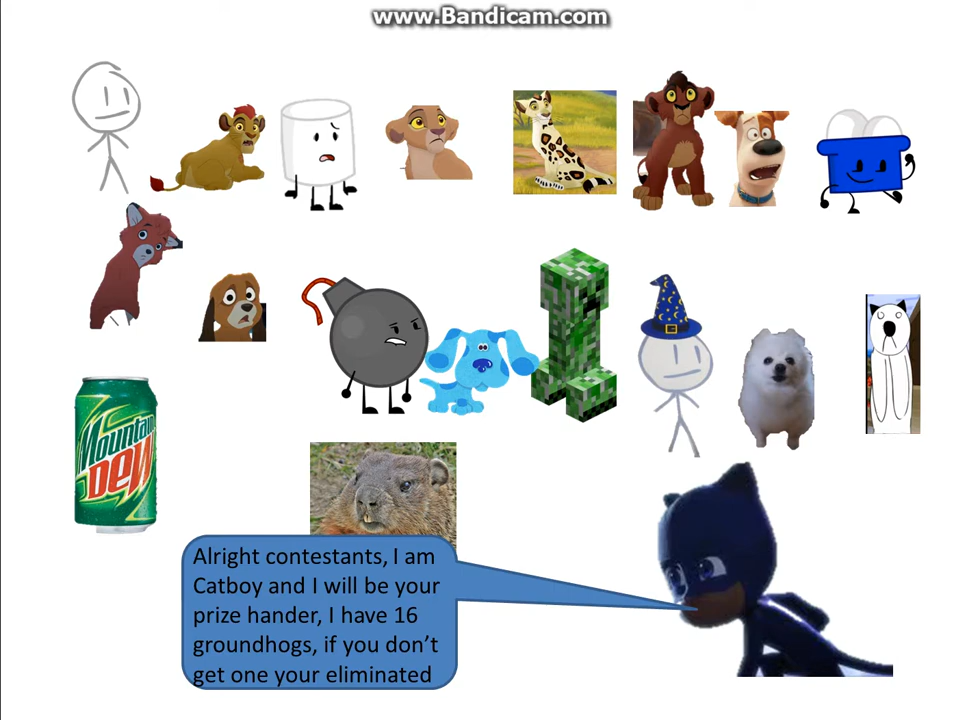 www.Bandicam.com
Mountain
DEW
Alright contestants, I am
Catboy and I will be your
prize hander, I have 16
groundhogs, if you don’t
get one your eliminated